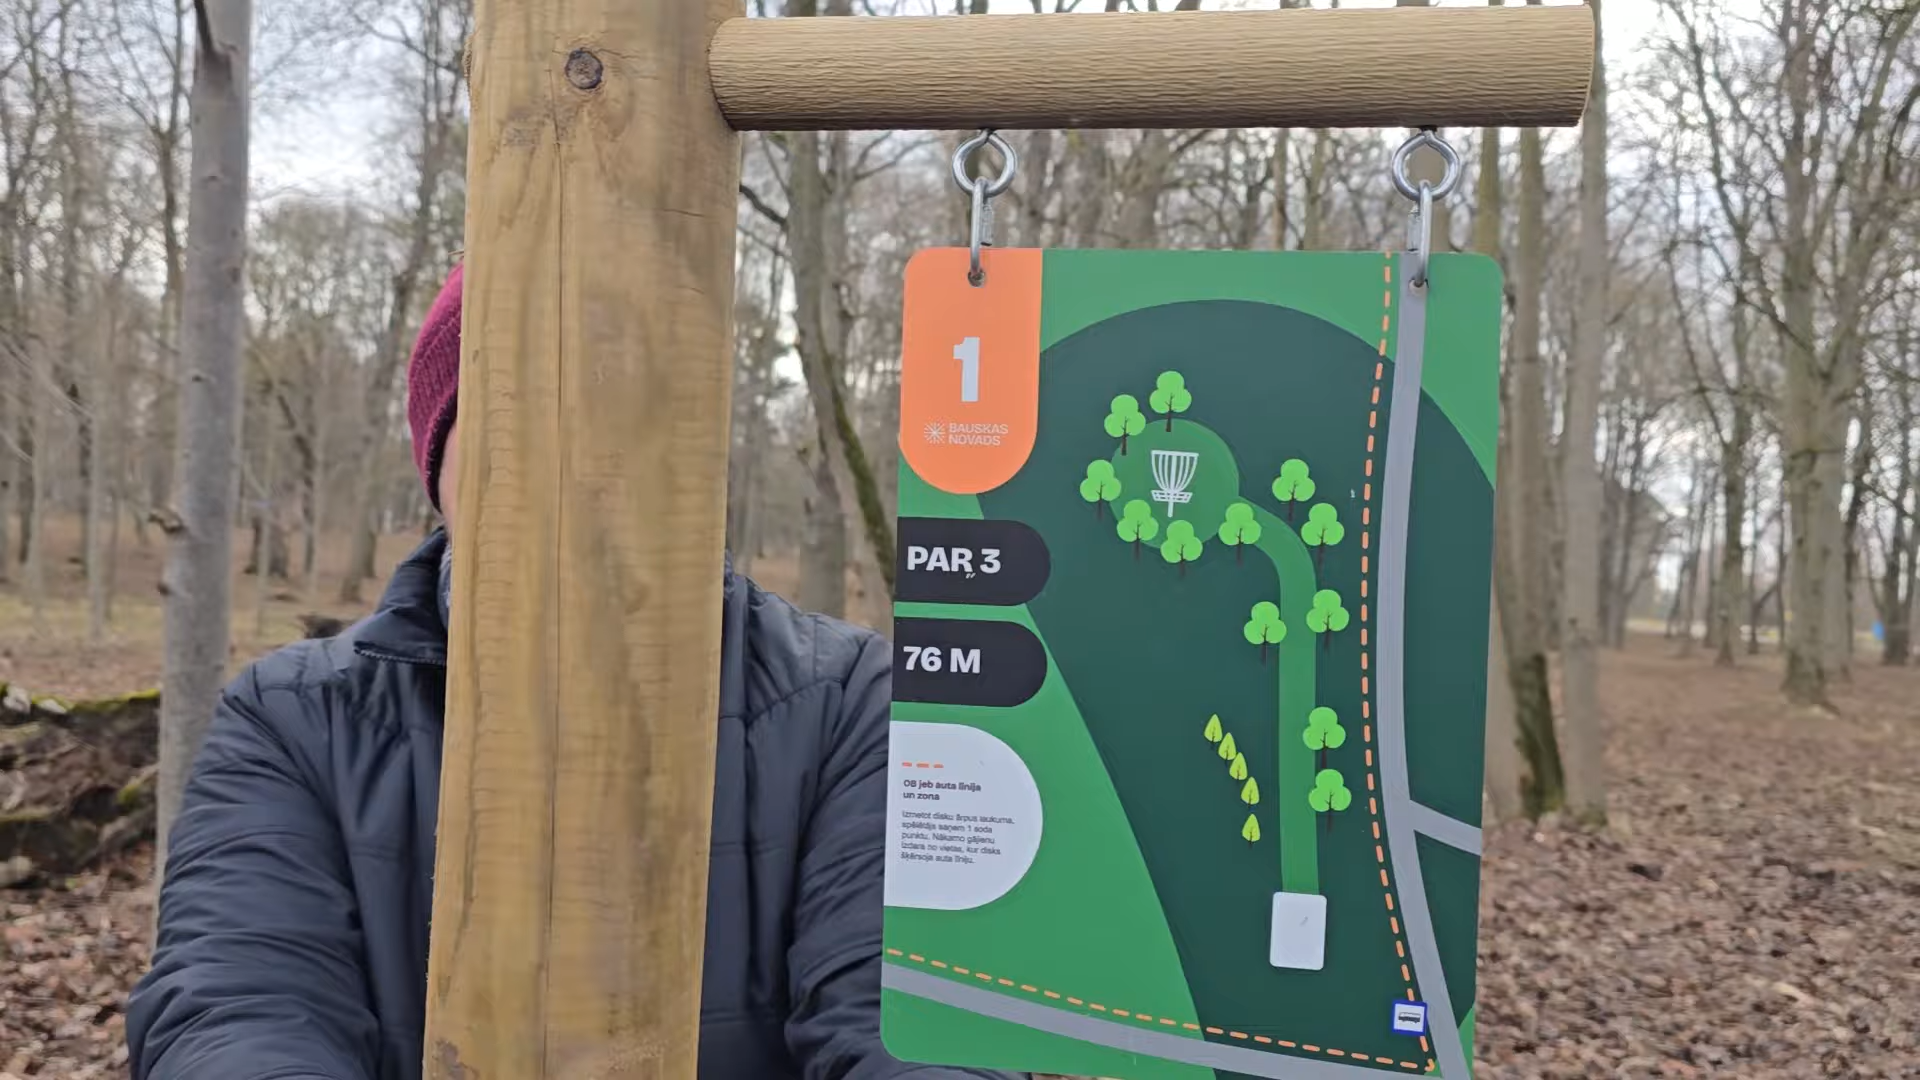 1
BAUSKAS
NOVADS
PAR 3
76 M
OB jeb auta līnija
un zona
Izmetot disku ārpus laukuma,
spēlētājs saņem 1 soda
punktu. Nākamo gājienu
izdara no vietas, kur disks
šķērsoja auta līniju.